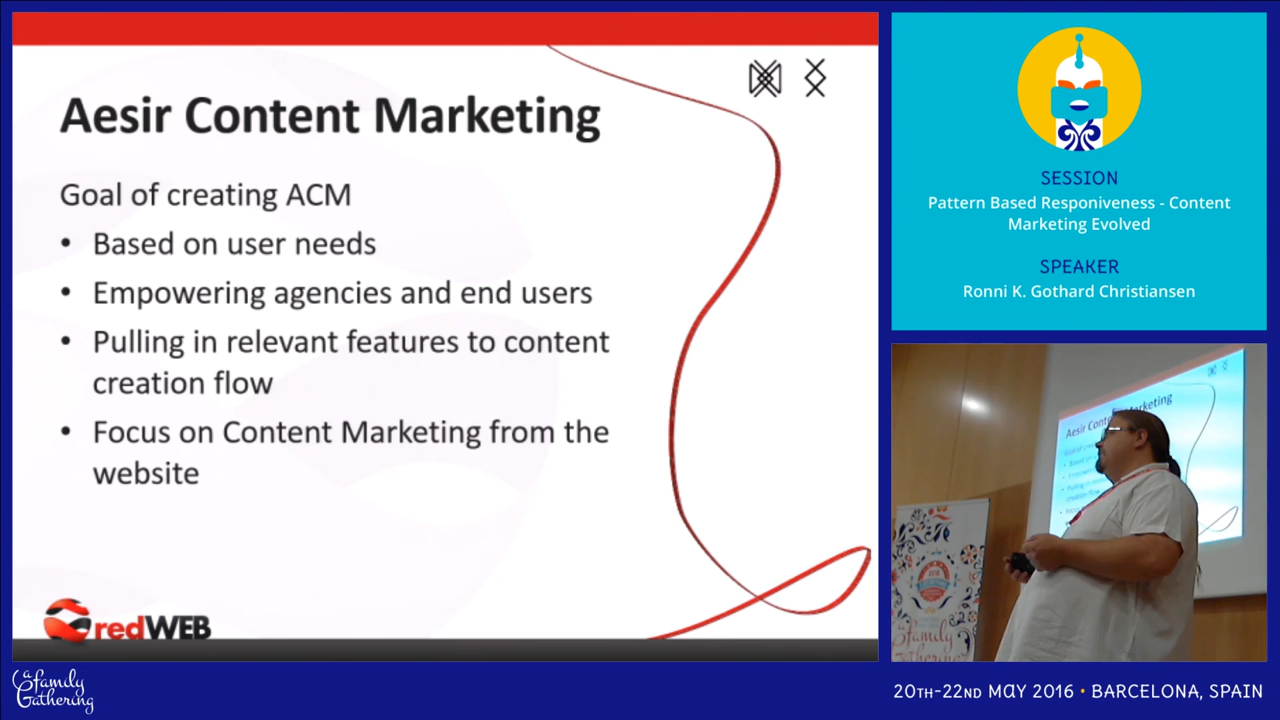 Aesir Content Marketing
Goal of creating ACM
• Based on user needs
• Empowering agencies and end users
• Pulling in relevant features to content
creation flow
• Focus on Content Marketing from the
website
redWEB
SESSION
Pattern Based Responiveness - Content
Marketing Evolved
SPEAKER
Ronni K. Gothard Christiansen
a family
Gathering
20TH-22ND MAY 2016 • BARCELONA, SPAIN